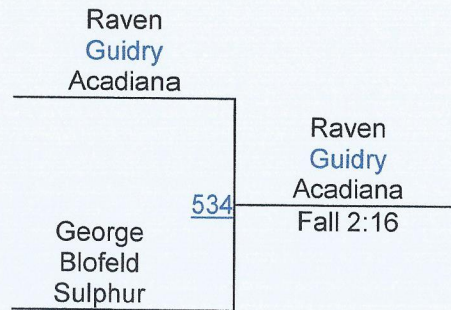 Raven
Guidry
Acadiana
534
George
Blofeld
Sulphur
Raven
Guidry
Acadiana
Fall 2:16